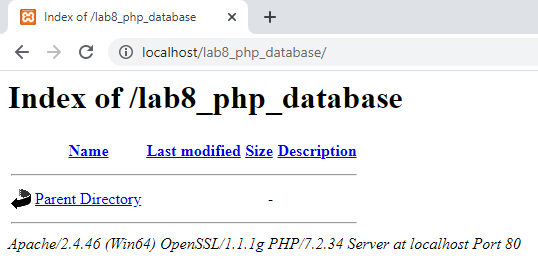 Index of /lab8_php_database
localhost/lab8_php_database/
Index of /lab8_php_database
Name Last modified Size Description
Parent Directory -
Apache/2.4.46 (Win64) OpenSSL/1.1.1g PHP/7.2.34 Server at localhost Port 80